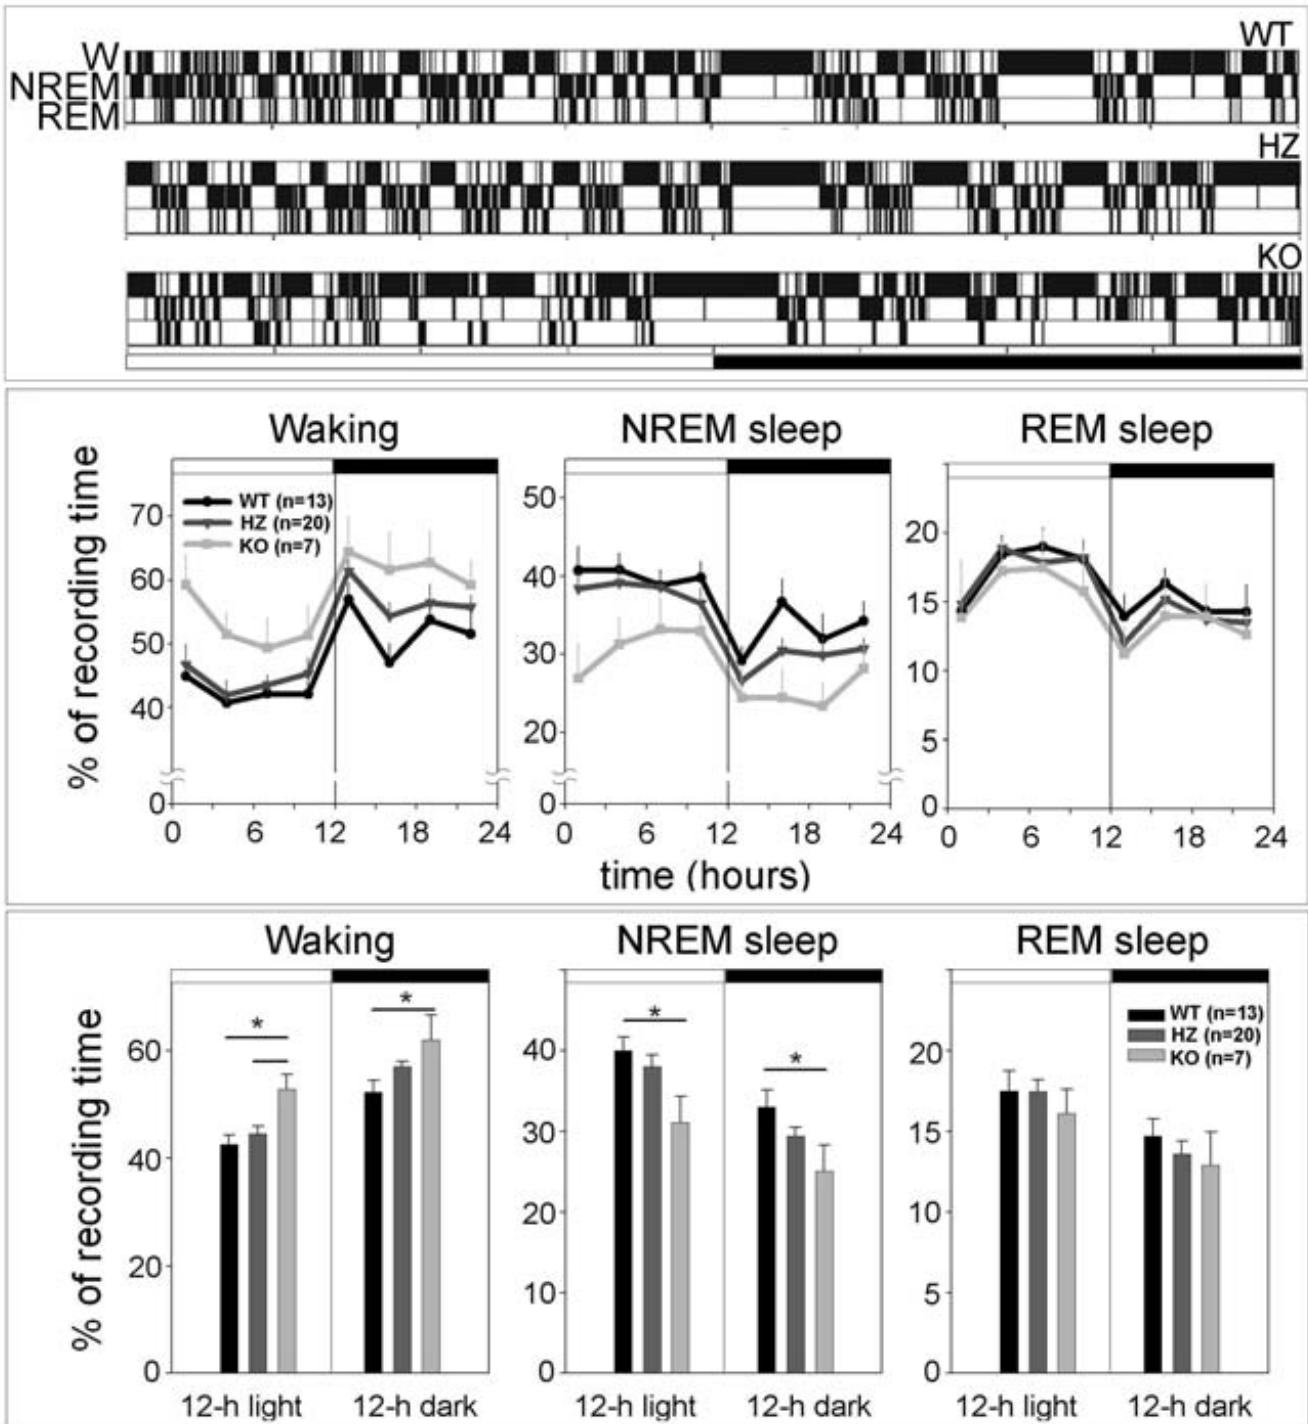 WT
W
NREM
REM
HZ
KO
Waking NREM sleep REM sleep
% of recording time
WT (n=13)
HZ (n=20)
KO (n=7)
70
60
50
40
0
50
40
30
20
0
20
15
10
5
0
0 6 12 18 24
0 6 12 18 24
0 6 12 18 24
time (hours)
Waking NREM sleep REM sleep
% of recording time
* *
* *
WT (n=13)
HZ (n=20)
KO (n=7)
60
40
20
0
40
30
20
10
0
20
15
10
5
0
12-h light 12-h dark 12-h light 12-h dark 12-h light 12-h dark